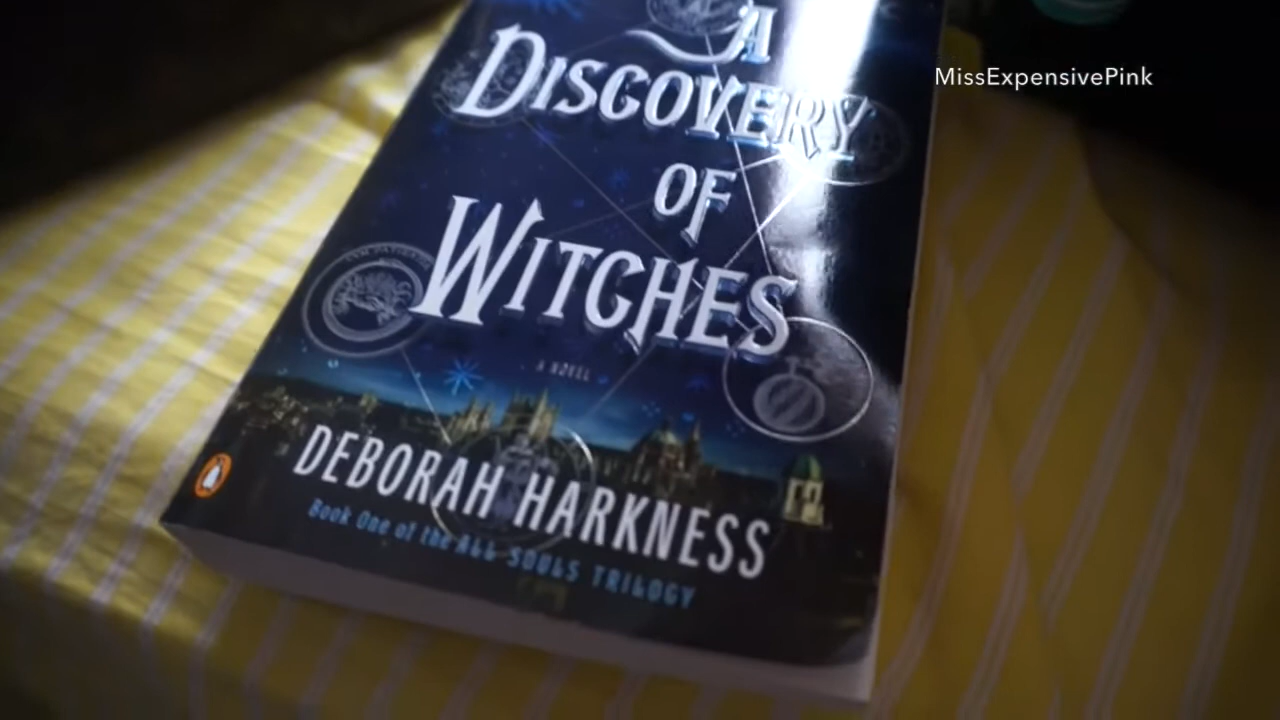 MissExpensivePink
A
DISCOVERY
OF
WITCHES
A NOVEL
DEBORAH HARKNESS
Book One of the ALL SOULS TRILOGY